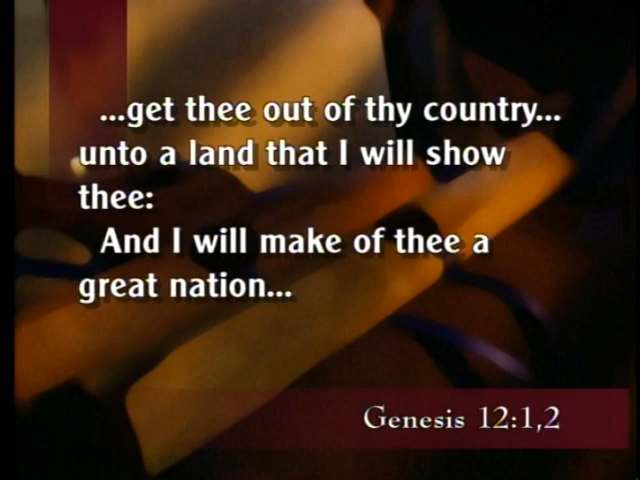 ...get thee out of thy country...
unto a land that I will show
thee:
And I will make of thee a
great nation...
Genesis 12:1,2